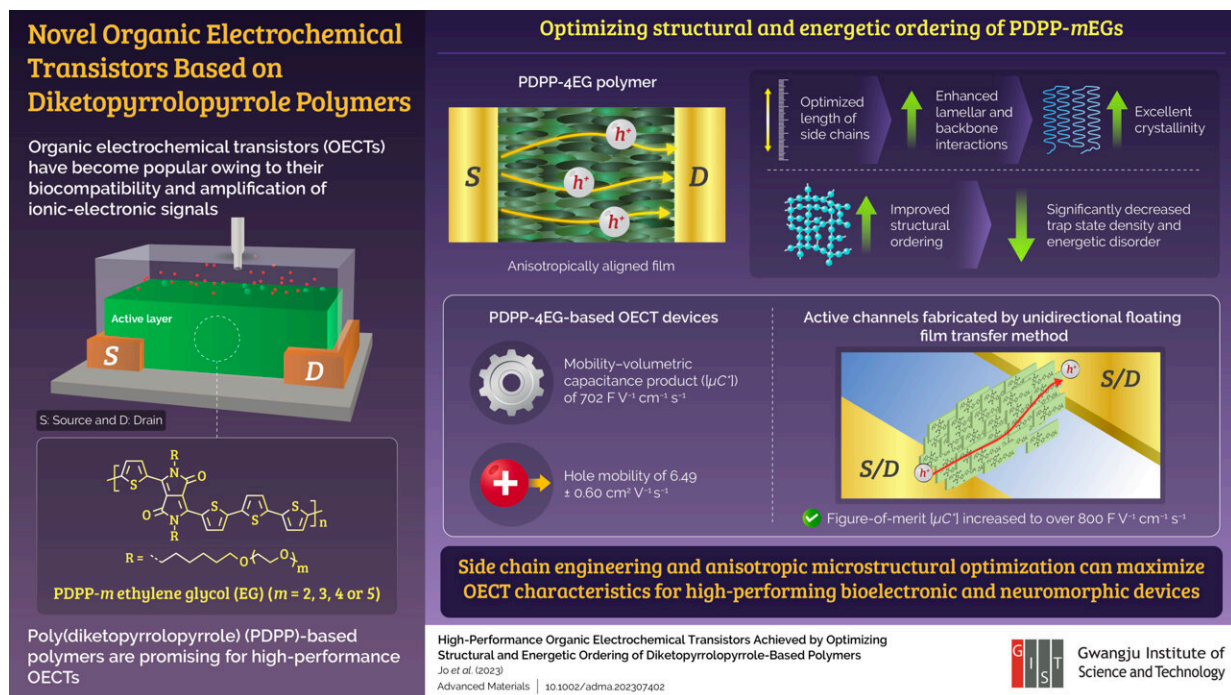 Novel Organic Electrochemical
Transistors Based on
Diketopyrrolopyrrole Polymers
Organic electrochemical transistors (OECTs)
have become popular owing to their
biocompatibility and amplification of
ionic-electronic signals
Active layer
S
D
S: Source and D: Drain
R
N
O
S
O
N
R
S
S
S
n
R =
O
O
m
PDPP-m ethylene glycol (EG) (m = 2, 3, 4 or 5)
Poly(diketopyrrolopyrrole) (PDPP)-based
polymers are promising for high-performance
OECTs
Optimizing structural and energetic ordering of PDPP-mEGs
PDPP-4EG polymer
S
h⁺
h⁺
h⁺
D
Anisotropically aligned film
Optimized
length of
side chains
Enhanced
lamellar and
backbone
interactions
Excellent
crystallinity
Improved
structural
ordering
Significantly decreased
trap state density and
energetic disorder
PDPP-4EG-based OECT devices
Mobility–volumetric
capacitance product ([μC*])
of 702 F V⁻¹ cm⁻¹ s⁻¹
Hole mobility of 6.49
± 0.60 cm² V⁻¹ s⁻¹
Active channels fabricated by unidirectional floating
film transfer method
h⁺
S/D
S/D
h⁺
Figure-of-merit [μC*] increased to over 800 F V⁻¹ cm⁻¹ s⁻¹
Side chain engineering and anisotropic microstructural optimization can maximize
OECT characteristics for high-performing bioelectronic and neuromorphic devices
High-Performance Organic Electrochemical Transistors Achieved by Optimizing
Structural and Energetic Ordering of Diketopyrrolopyrrole-Based Polymers
Jo et al. (2023)
Advanced Materials | 10.1002/adma.202307402
GIST
Gwangju Institute of
Science and Technology